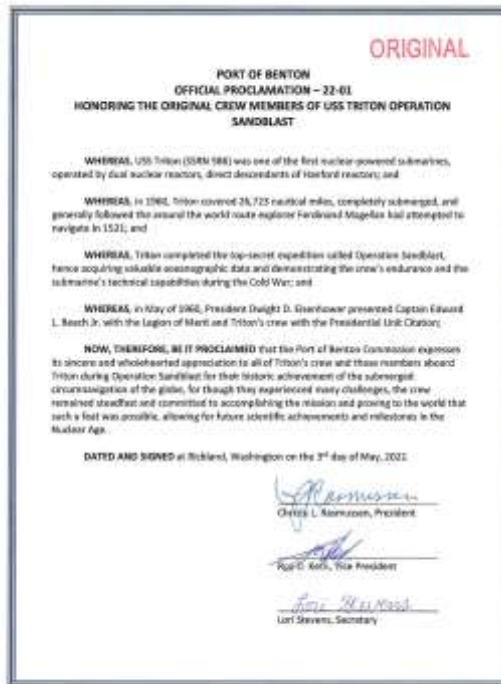 ORIGINAL
PORT OF BENTON
OFFICIAL PROCLAMATION – 22-01
HONORING THE ORIGINAL CREW MEMBERS OF USS TRITON OPERATION
SANDBLAST
WHEREAS, USS Triton (SSRN 586) was one of the first nuclear-powered submarines,
operated by dual nuclear reactors, direct descendants of Hanford reactors; and
WHEREAS, in 1960, Triton covered 26,723 nautical miles, completely submerged, and
generally followed the around the world route explorer Ferdinand Magellan had attempted to
navigate in 1521; and
WHEREAS, Triton completed the top-secret expedition called Operation Sandblast,
hence acquiring valuable oceanographic data and demonstrating the crew's endurance and the
submarine's technical capabilities during the Cold War; and
WHEREAS, in May of 1960, President Dwight D. Eisenhower presented Captain Edward
L. Beach Jr. with the Legion of Merit and Triton's crew with the Presidential Unit Citation;
NOW, THEREFORE, BE IT PROCLAIMED that the Port of Benton Commission expresses
its sincere and wholehearted appreciation to all of Triton's crew and those members aboard
Triton during Operation Sandblast for their historic achievement of the submerged
circumnavigation of the globe, for though they experienced many challenges, the crew
remained steadfast and committed to accomplishing the mission and proving to the world that
such a feat was possible, allowing for future scientific achievements and milestones in the
Nuclear Age.
DATED AND SIGNED at Richland, Washington on the 3rd day of May, 2022
Rasmussen
L. Rasmussen, President
Vice President
Lori Stevens
Lori Stevens, Secretary